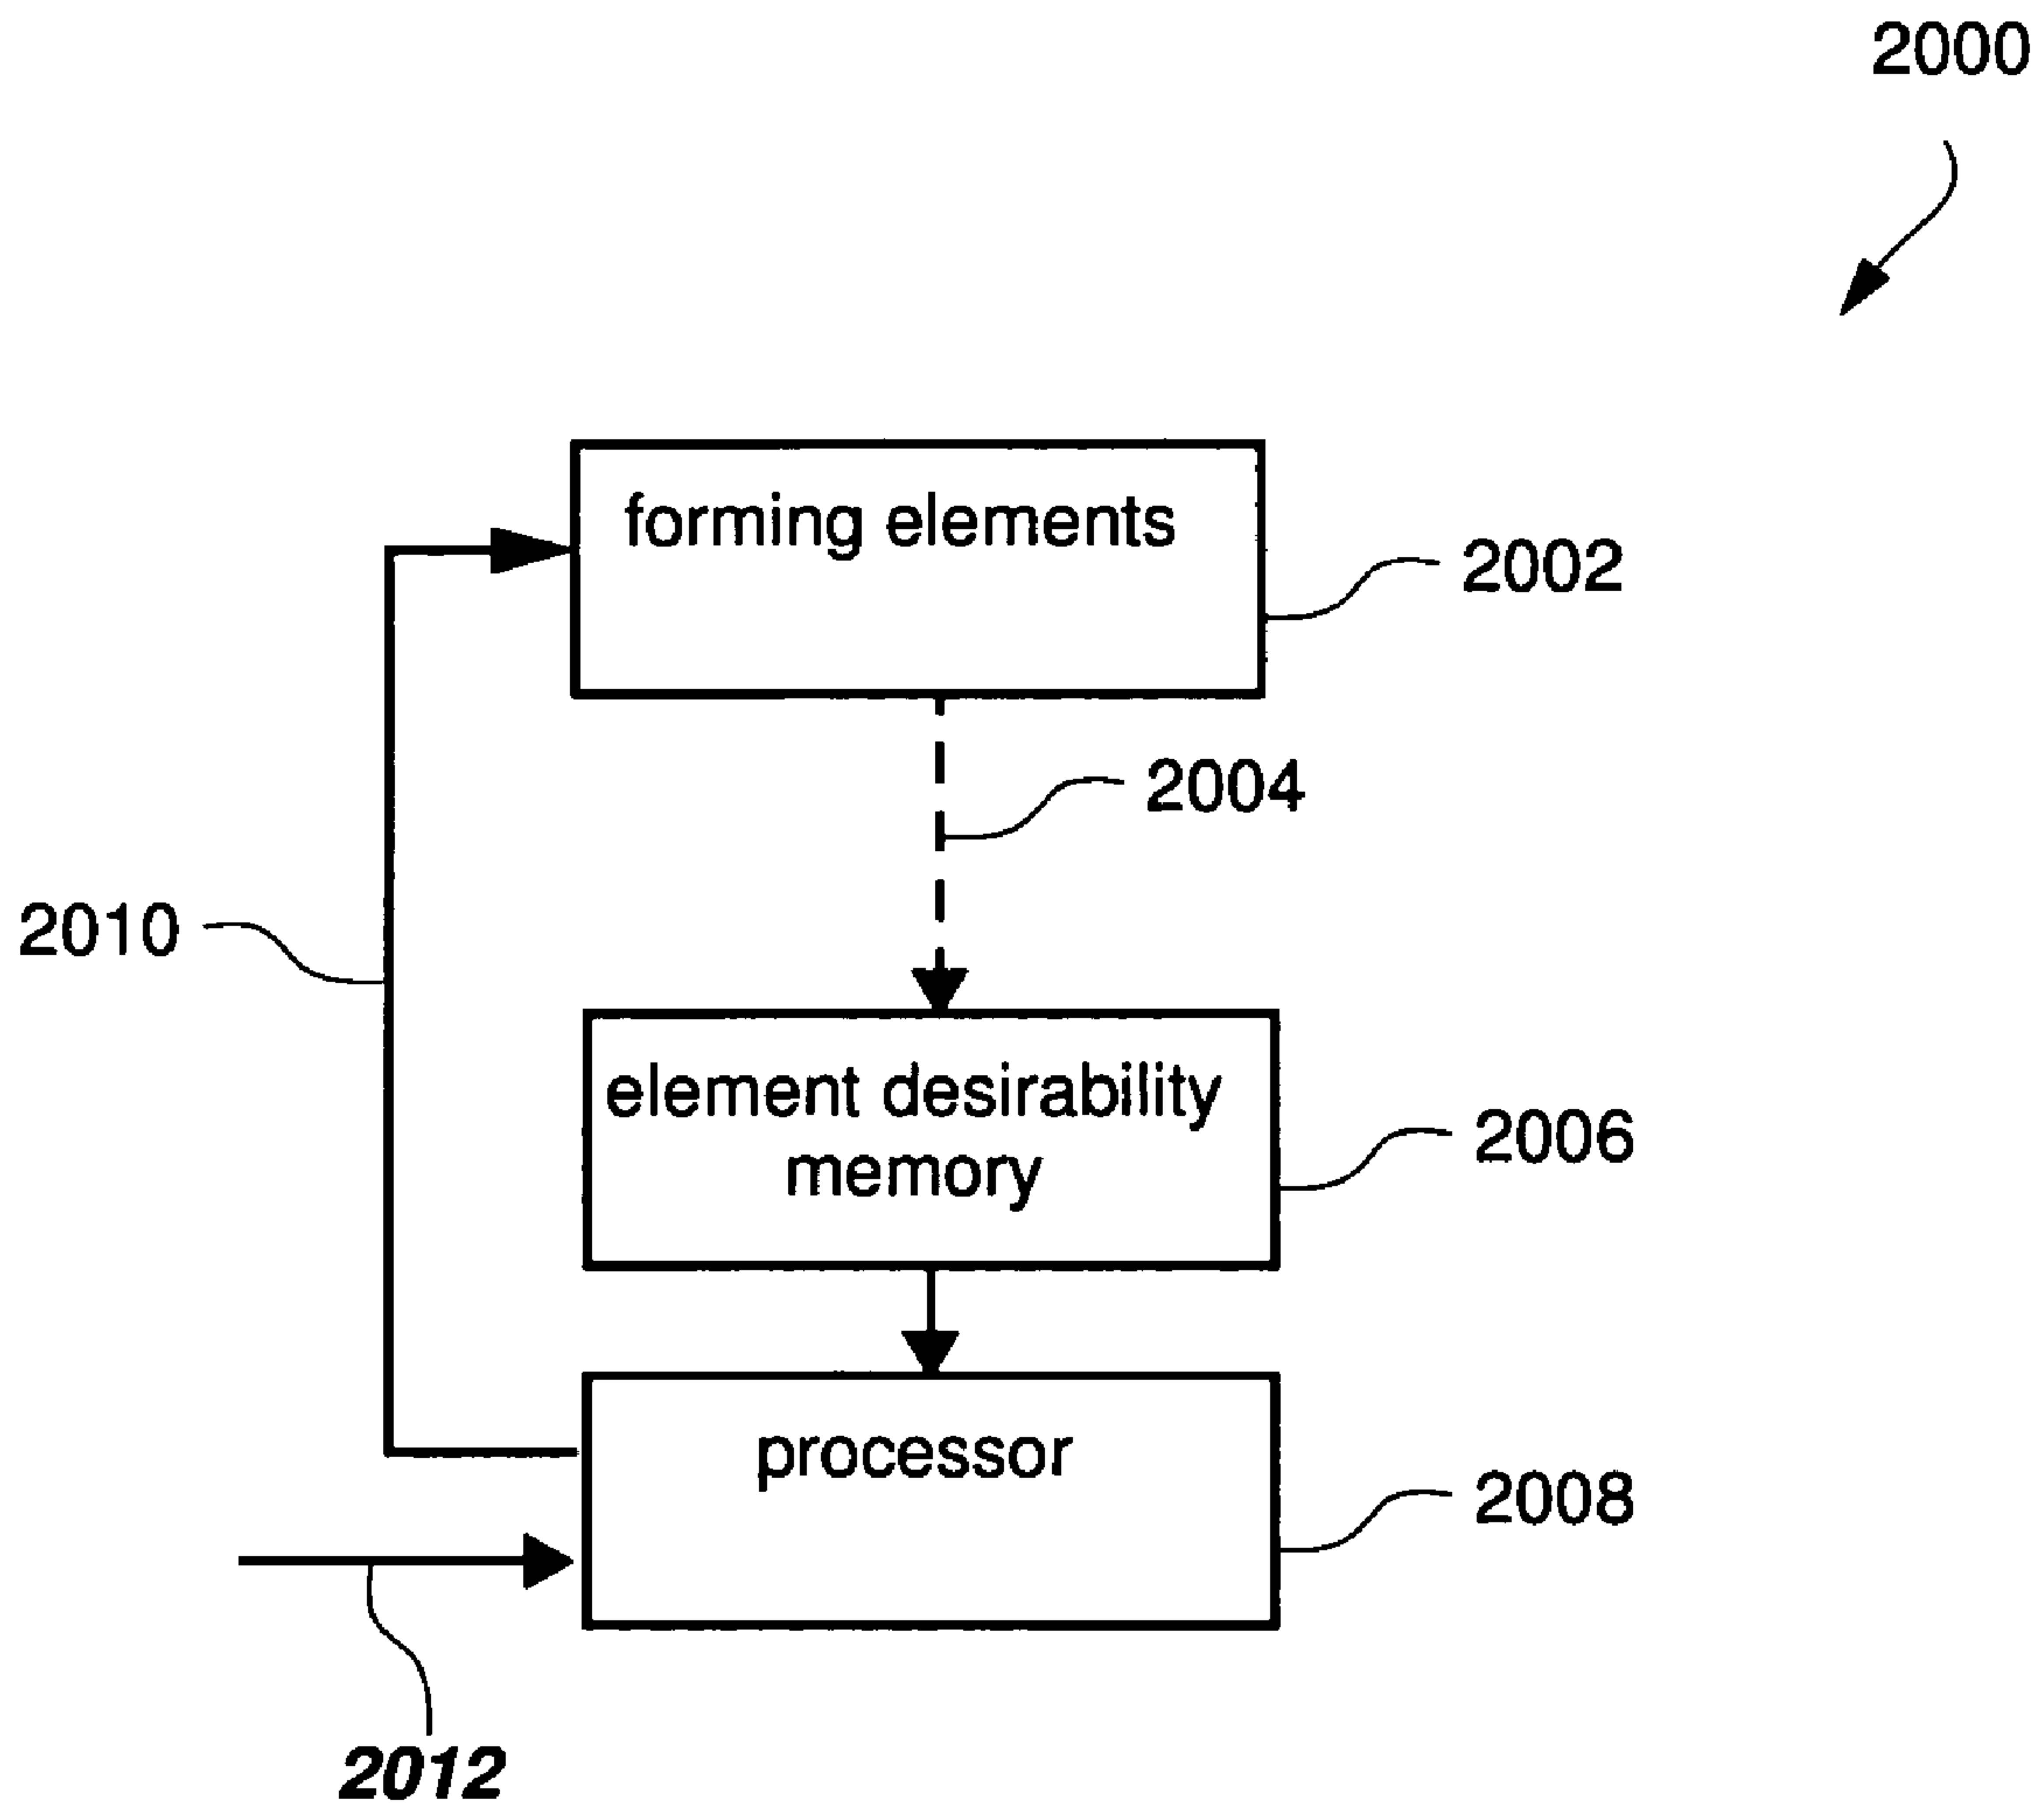 2000
forming elements
2002
2004
2010
element desirability
memory
2006
processor
2008
2012